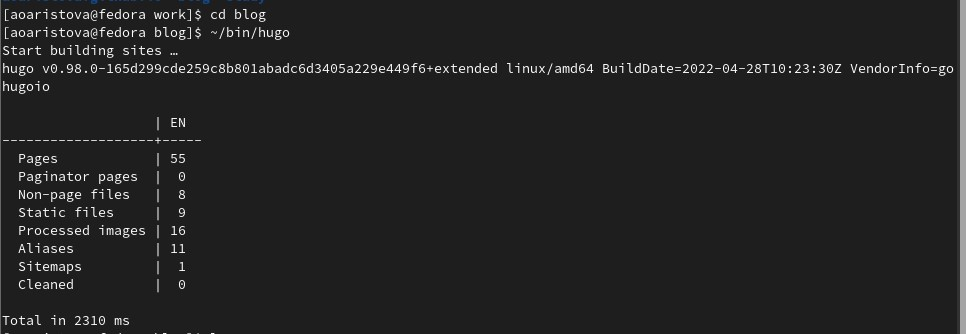 [aoaristova@fedora work]$ cd blog
[aoaristova@fedora blog]$ ~/bin/hugo
Start building sites …
hugo v0.98.0-165d299cde259c8b801abadc6d3405a229e449f6+extended linux/amd64 BuildDate=2022-04-28T10:23:30Z VendorInfo=go
hugoio
                   | EN
-------------------+-----
  Pages            | 55
  Paginator pages  |  0
  Non-page files   |  8
  Static files     |  9
  Processed images | 16
  Aliases          | 11
  Sitemaps         |  1
  Cleaned          |  0
Total in 2310 ms